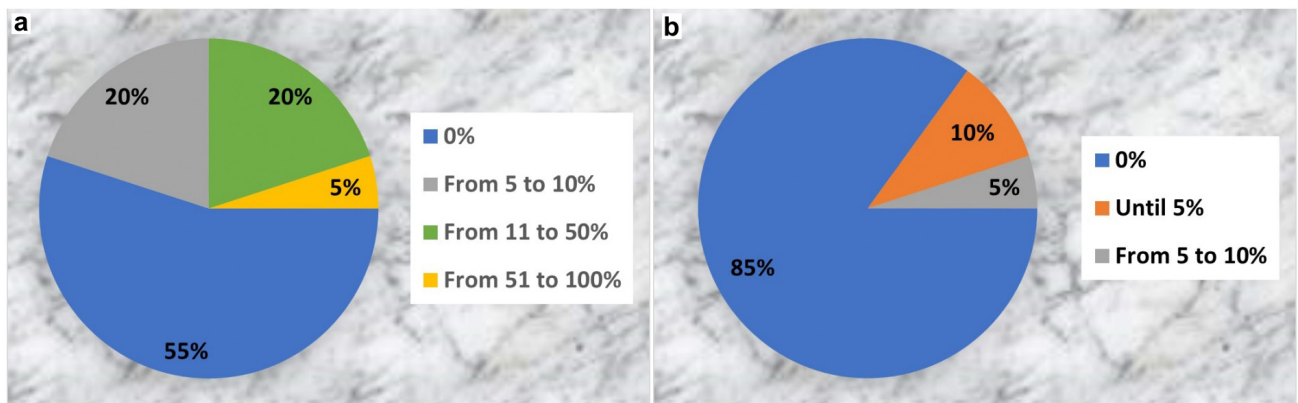 a
20%
20%
5%
55%
0%
From 5 to 10%
From 11 to 50%
From 51 to 100%
b
10%
5%
85%
0%
Until 5%
From 5 to 10%